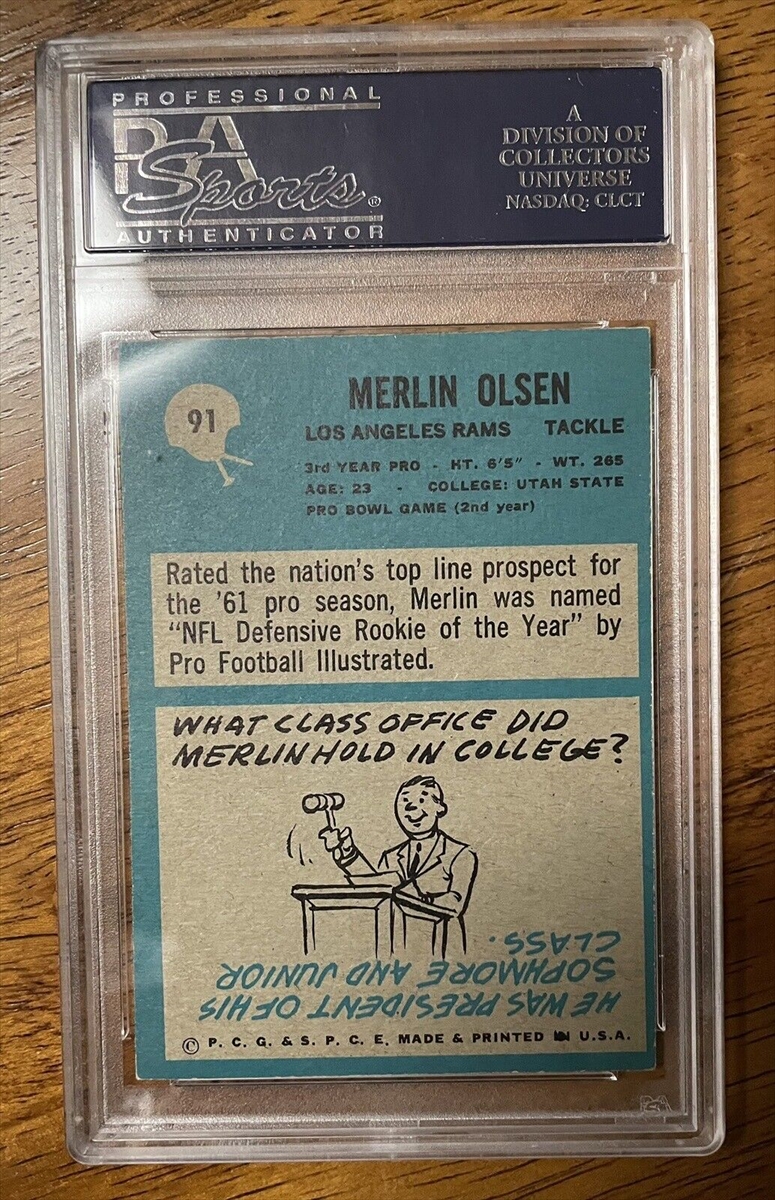 PROFESSIONAL
PSA
Sports®
AUTHENTICATOR
A
DIVISION OF
COLLECTORS
UNIVERSE
NASDAQ: CLCT
91
MERLIN OLSEN
LOS ANGELES RAMS TACKLE
3rd YEAR PRO - HT. 6'5" - WT. 265
AGE: 23 - COLLEGE: UTAH STATE
PRO BOWL GAME (2nd year)
Rated the nation's top line prospect for
the '61 pro season, Merlin was named
"NFL Defensive Rookie of the Year" by
Pro Football Illustrated.
WHAT CLASS OFFICE DID
MERLIN HOLD IN COLLEGE?
HE WAS PRESIDENT OF HIS
SOPHMORE AND JUNIOR
CLASS.
© P. C. G. & S. P. C. E. MADE & PRINTED IN U.S.A.
PSA